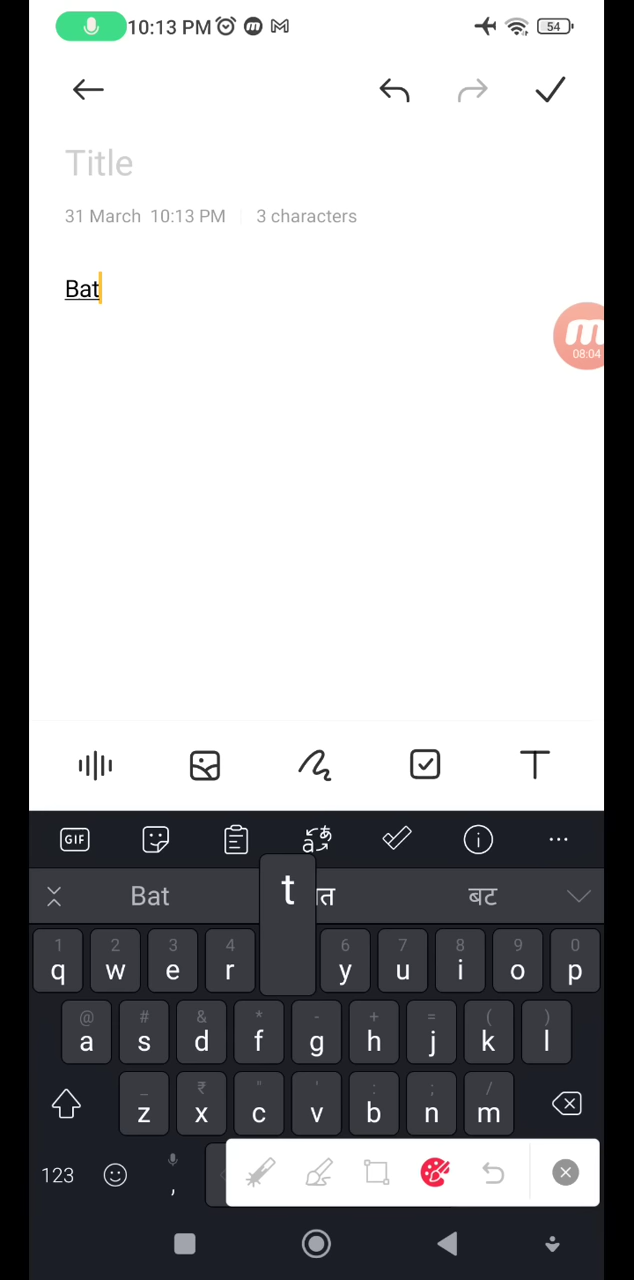 10:13 PM 54
Title
31 March 10:13 PM 3 characters
Bat
08:04
GIF
Bat त बट
t
1 2 3 4 6 7 8 9 0
q w e r y u i o p
@ # & * - + = ( )
a s d f g h j k l
_ ₹ " ' : ; /
z x c v b n m
123 ,